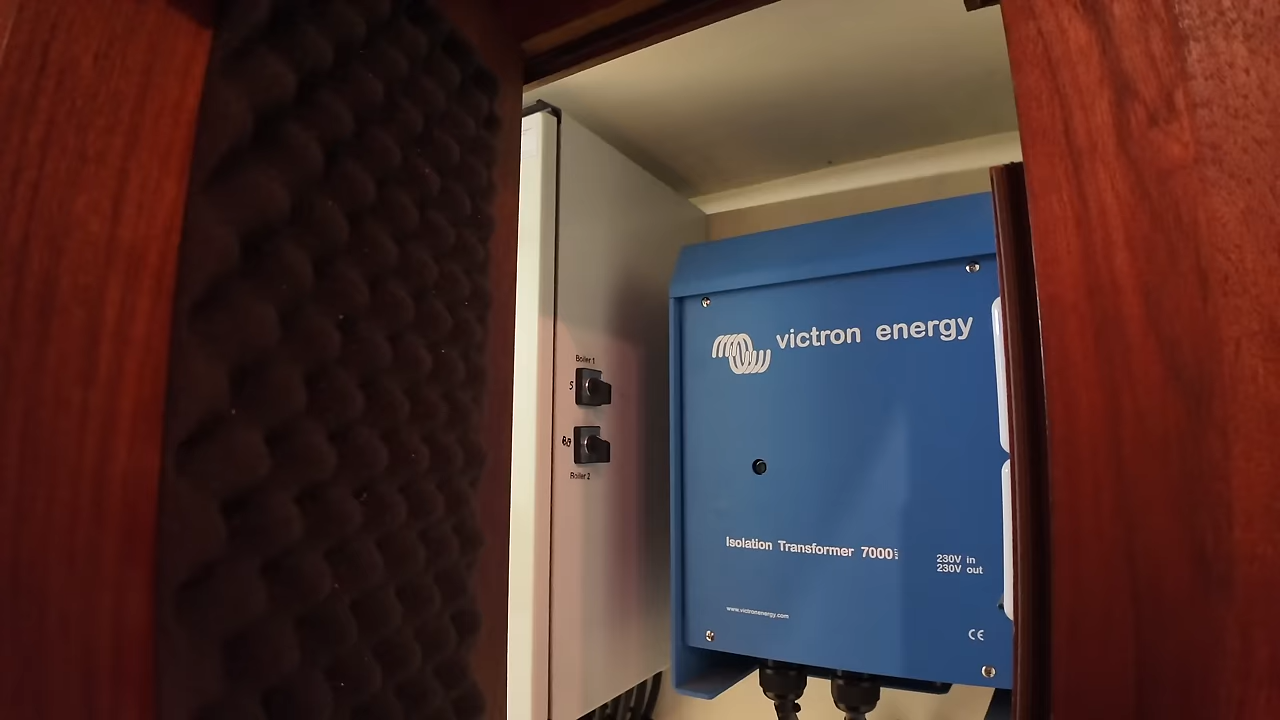 Boiler 1
Boiler 2
victron energy
Isolation Transformer 7000
230V in
230V out
www.victronenergy.com
CE